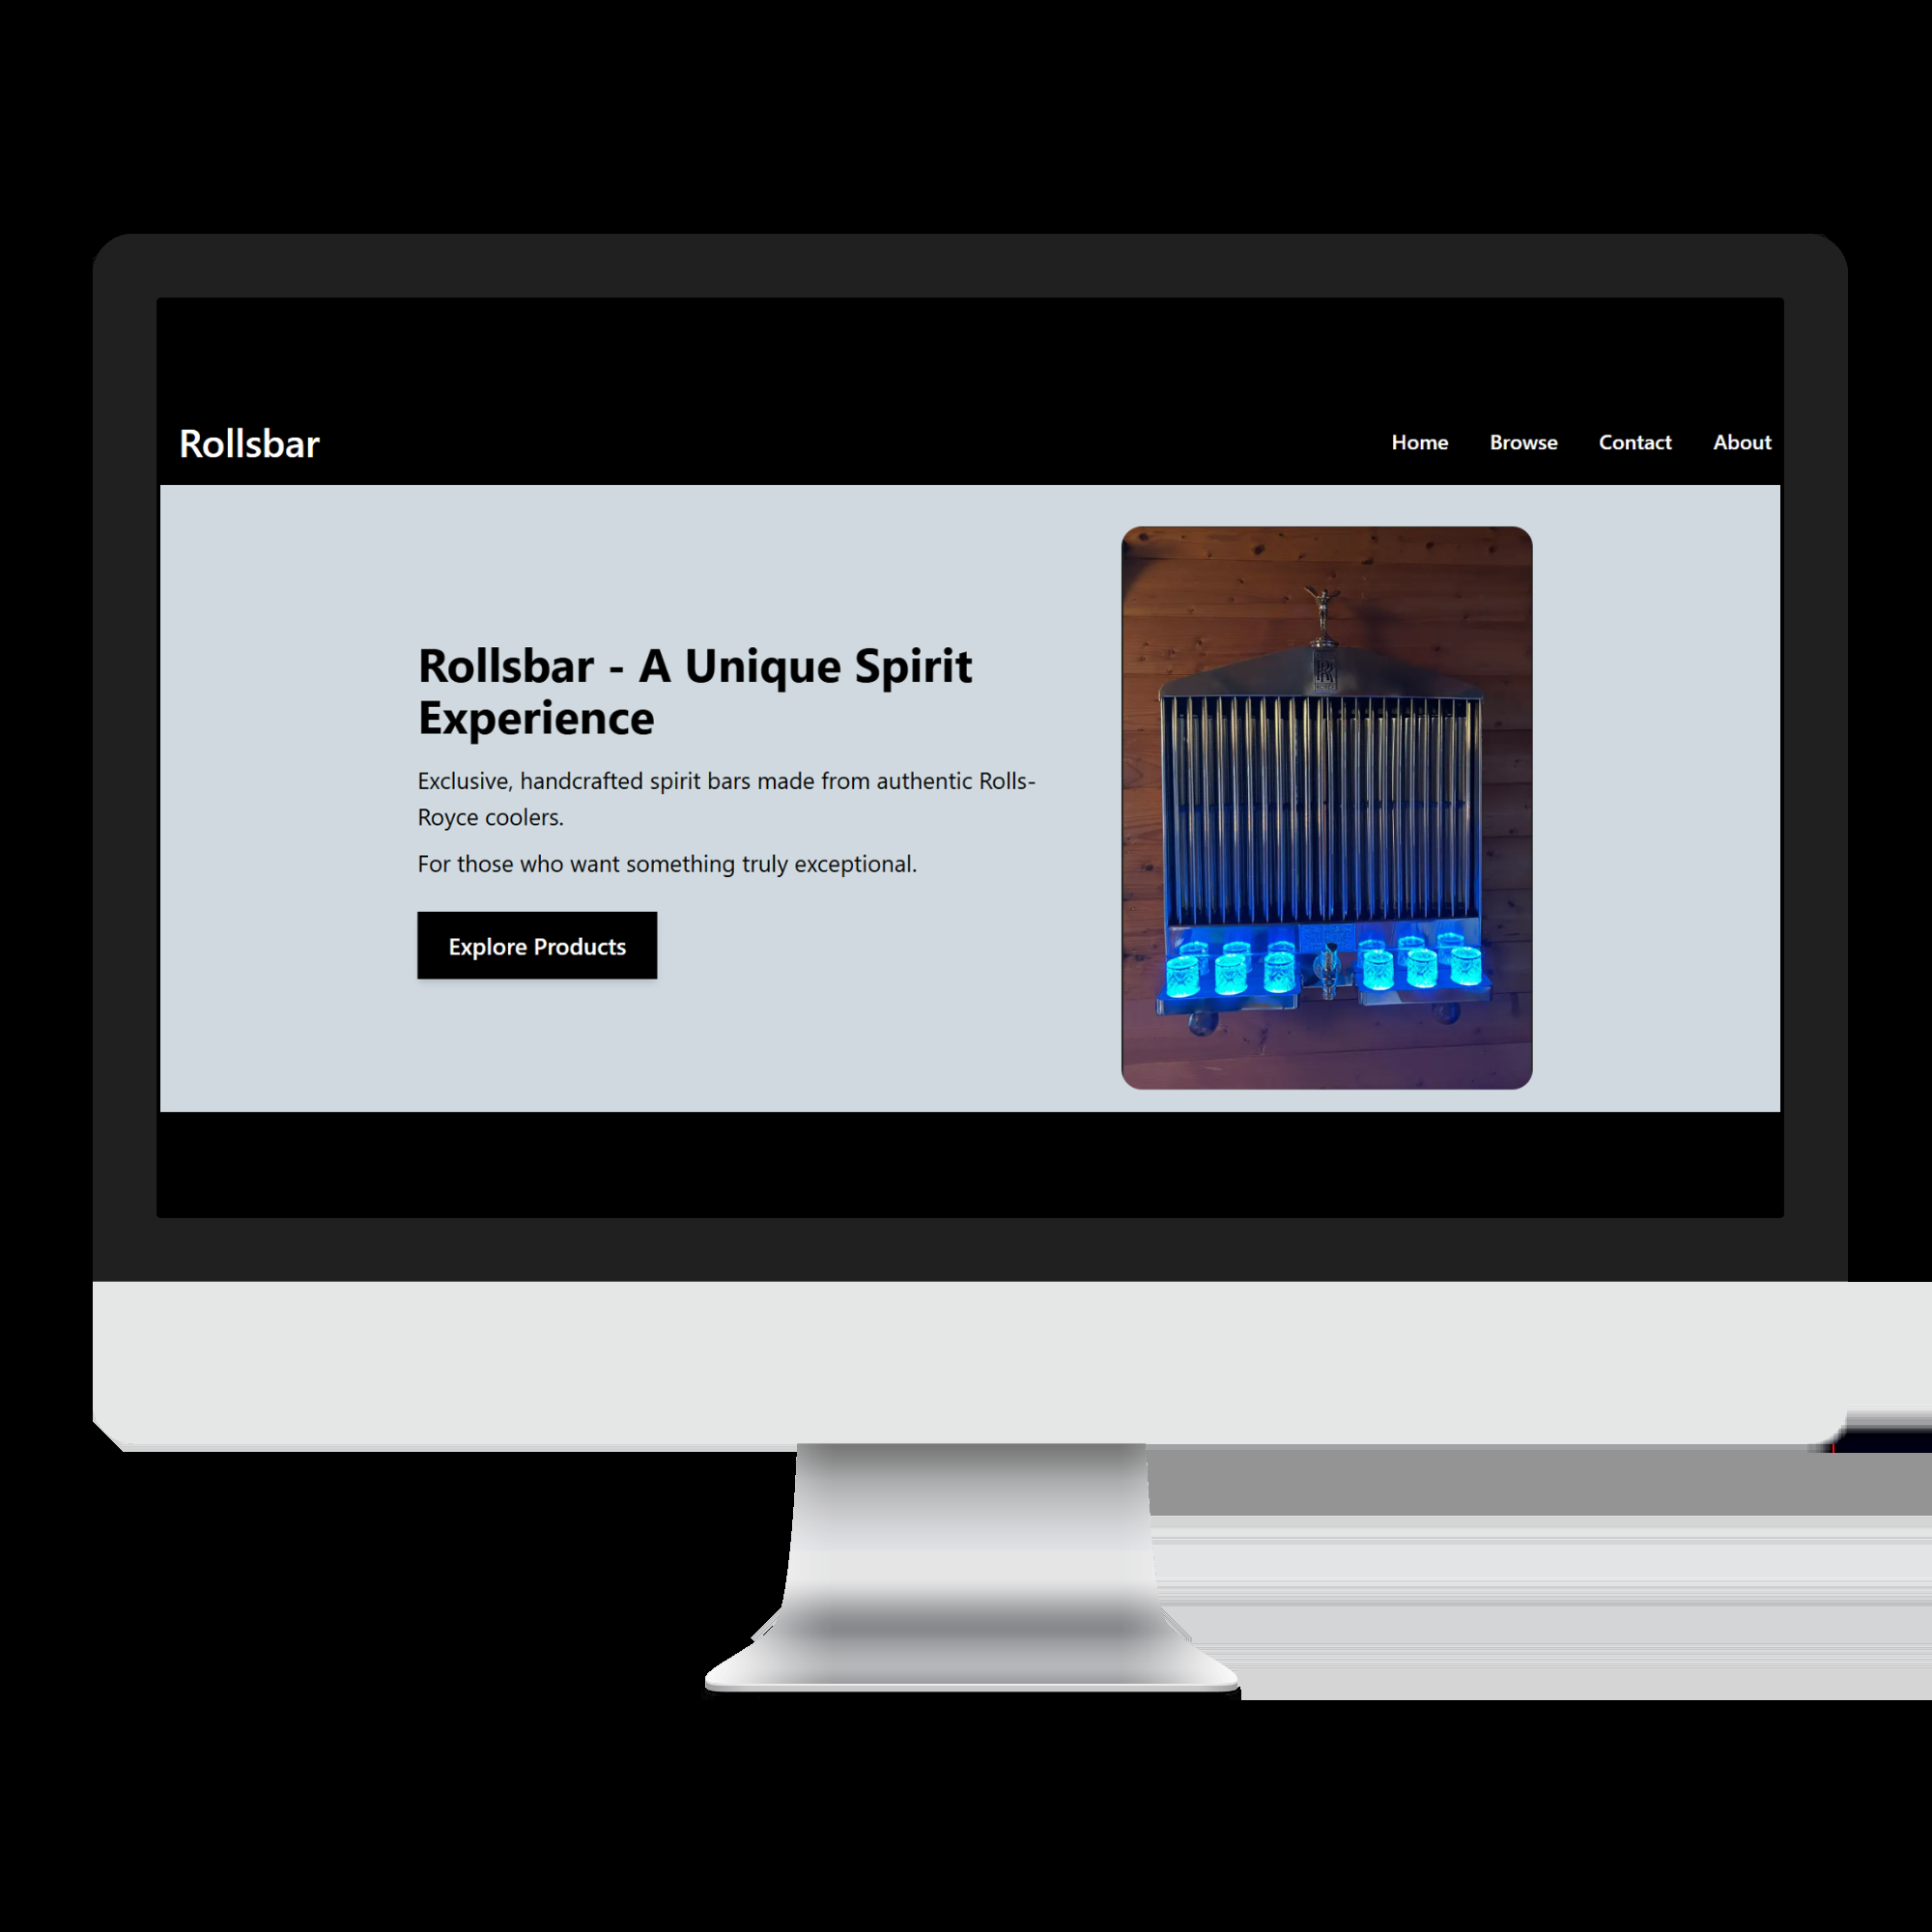 Rollsbar
Home Browse Contact About
Rollsbar - A Unique Spirit
Experience
Exclusive, handcrafted spirit bars made from authentic Rolls-
Royce coolers.
For those who want something truly exceptional.
Explore Products
RR